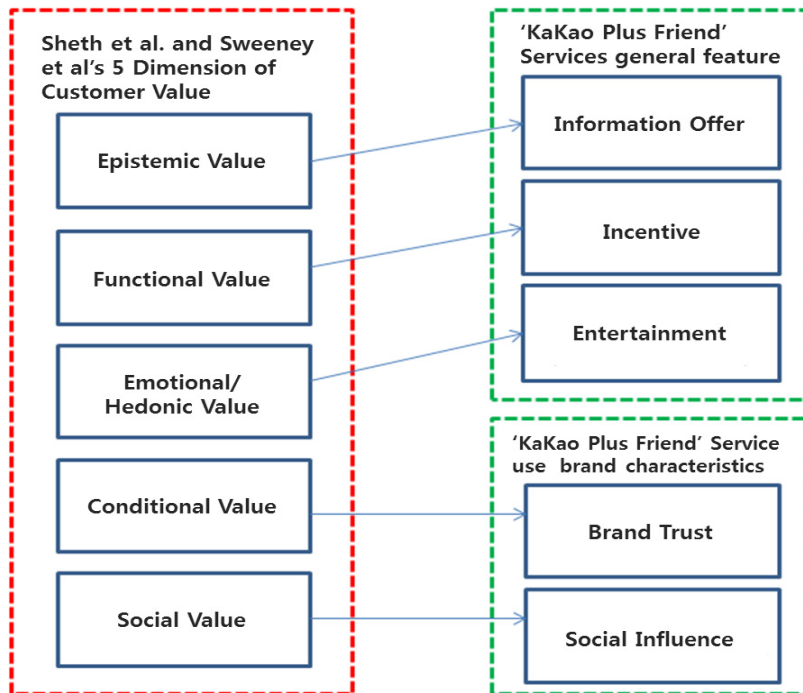 Sheth et al. and Sweeney
et al's 5 Dimension of
Customer Value
Epistemic Value
Functional Value
Emotional/
Hedonic Value
Conditional Value
Social Value
‘KaKao Plus Friend’
Services general feature
Information Offer
Incentive
Entertainment
‘KaKao Plus Friend’ Service
use brand characteristics
Brand Trust
Social Influence